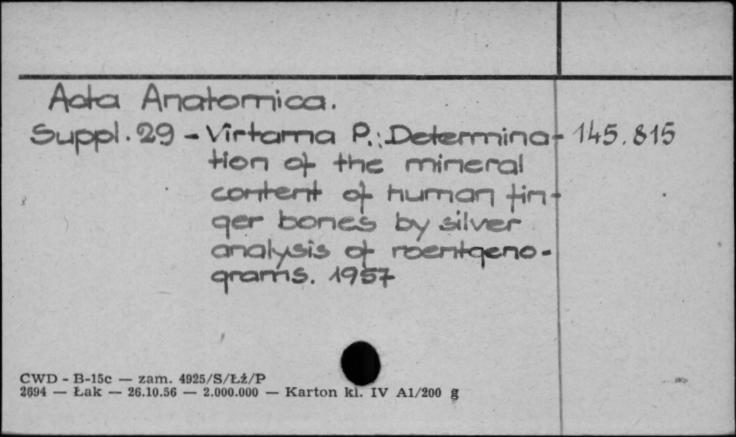 Acta Anatomica.
Suppl. 29 - Virtama P.: Determina- 145.815
tion of the mineral
content of human fin-
ger bones by silver
analysis of roentgeno-
grams. 1957
CWD - B-15c — zam. 4925/S/Łż/P
2694 — Łak — 26.10.56 — 2.000.000 — Karton kl. IV A1/200 g